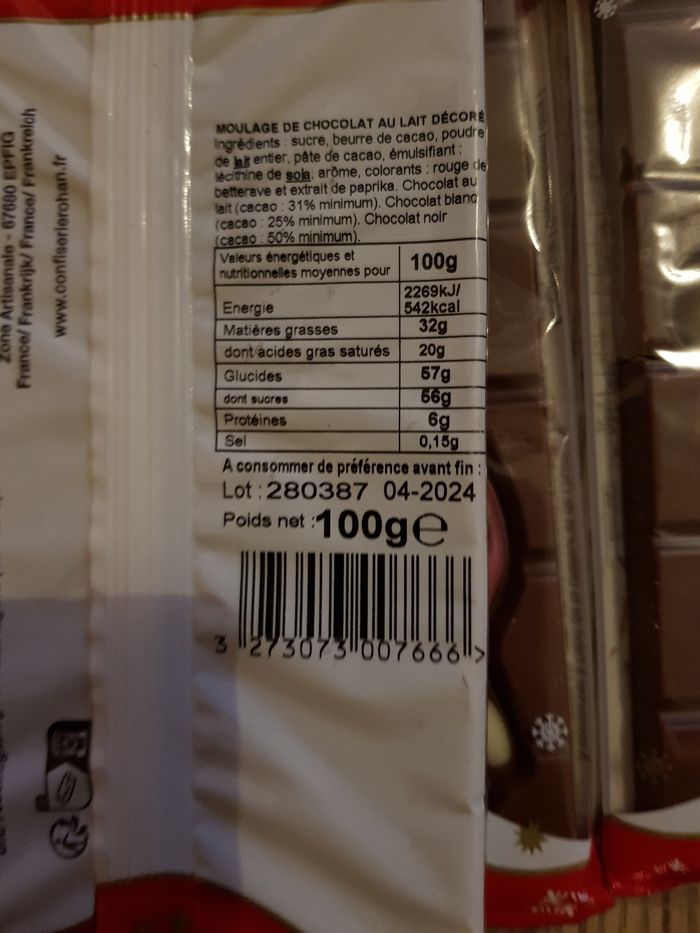 Zone Artisanale - 67680 EPFIG
France/ Frankrijk/ France/ Frankreich
www.confiserierohan.fr
MOULAGE DE CHOCOLAT AU LAIT DÉCORÉ
Ingrédients : sucre, beurre de cacao, poudre
de lait entier, pâte de cacao, émulsifiant :
lécithine de soja, arôme, colorants : rouge de
betterave et extrait de paprika. Chocolat au
lait (cacao : 31% minimum). Chocolat blanc
(cacao : 25% minimum). Chocolat noir
(cacao : 50% minimum).
Valeurs énergétiques et
nutritionnelles moyennes pour 100g
Energie 2269kJ/
542kcal
Matières grasses 32g
dont acides gras saturés 20g
Glucides 57g
dont sucres 56g
Protéines 6g
Sel 0,15g
A consommer de préférence avant fin :
Lot : 280387 04-2024
Poids net : 100g e
3 273073 007666 >